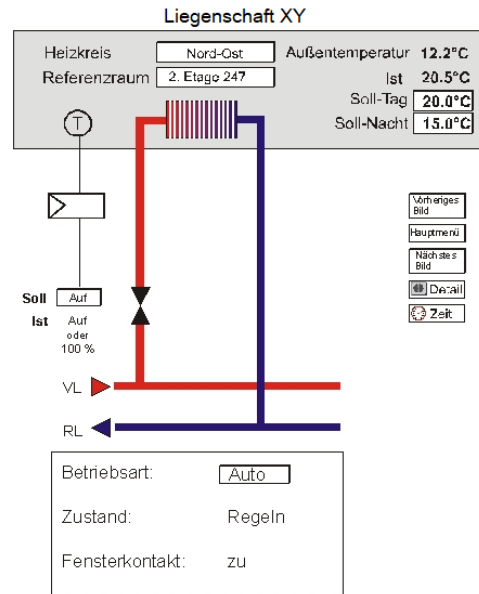 Liegenschaft XY
Heizkreis Nord-Ost Außentemperatur 12.2°C
Referenzraum 2. Etage 247 Ist 20.5°C
Soll-Tag 20.0°C
Soll-Nacht 15.0°C
T
Vorheriges
Bild
Hauptmenü
Nächstes
Bild
Detail
Zeit
Soll Auf
Ist Auf
oder
100 %
VL
RL
Betriebsart: Auto
Zustand: Regeln
Fensterkontakt: zu